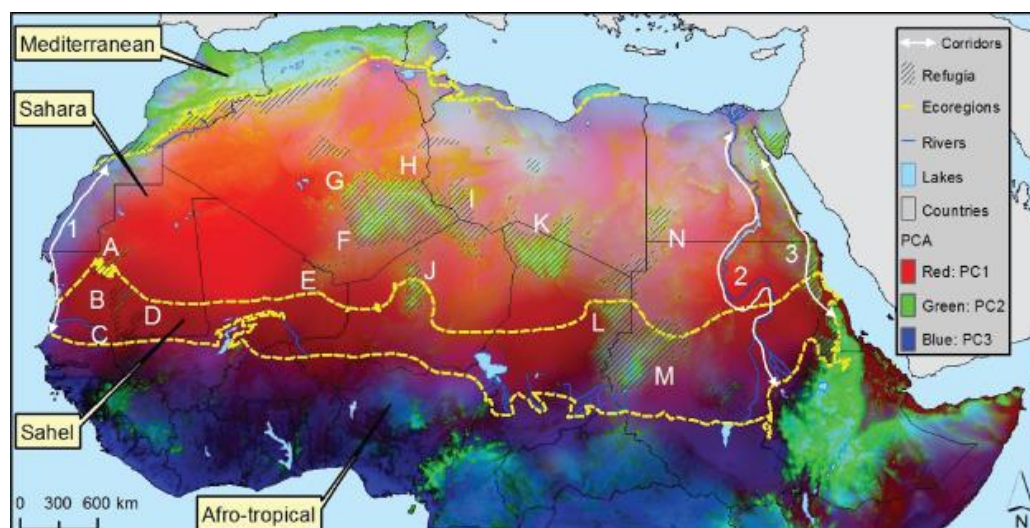 Mediterranean
Sahara
Sahel
Afro-tropical
Corridors
Refugia
Ecoregions
Rivers
Lakes
Countries
PCA
Red: PC1
Green: PC2
Blue: PC3
1
A
B
C
D
E
F
G
H
I
J
K
L
M
N
2
3
0 300 600 km
N